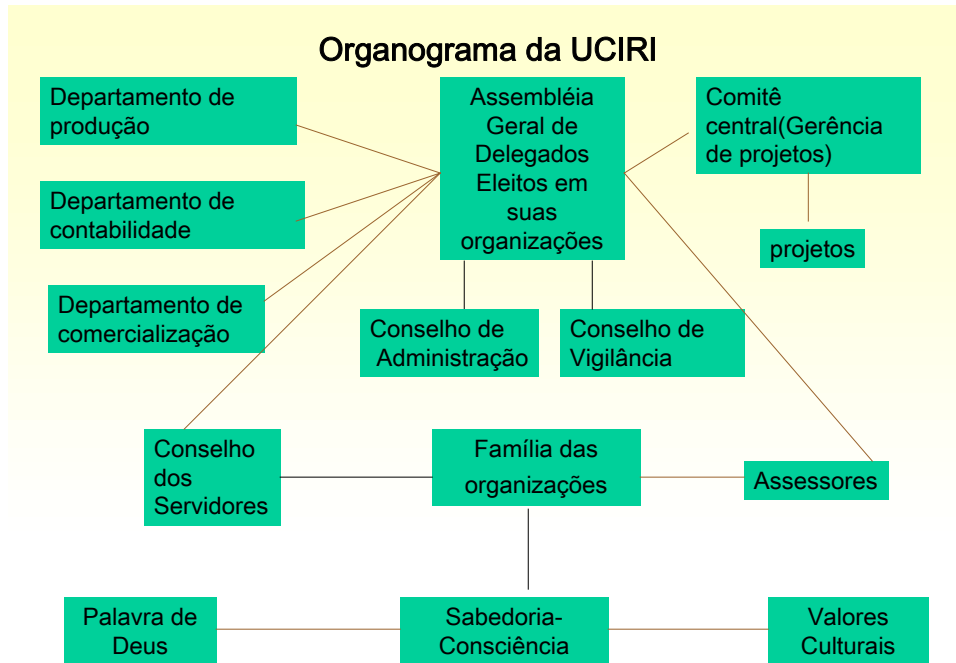 Organograma da UCIRI
Departamento de
produção
Assembléia
Geral de
Delegados
Eleitos em
suas
organizações
Comitê
central(Gerência
de projetos)
Departamento de
contabilidade
projetos
Departamento de
comercialização
Conselho de
Administração
Conselho de
Vigilância
Conselho
dos
Servidores
Família das
organizações
Assessores
Palavra de
Deus
Sabedoria-
Consciência
Valores
Culturais